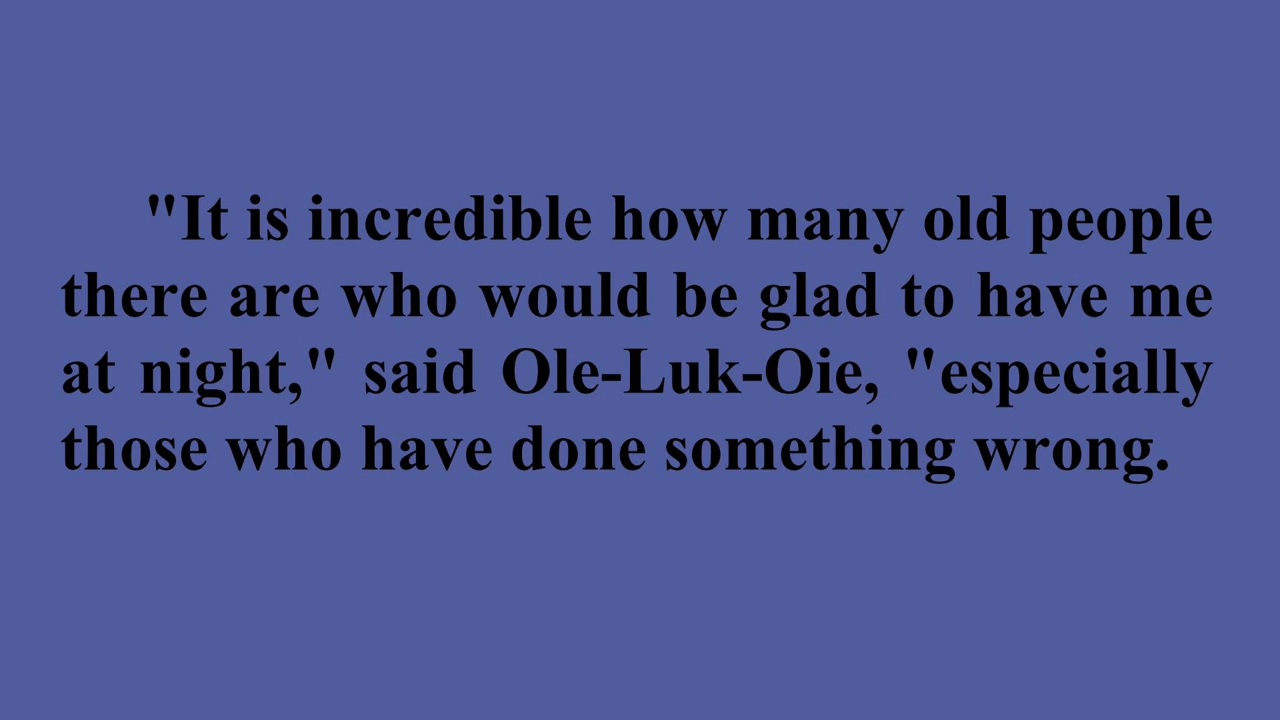 "It is incredible how many old people
there are who would be glad to have me
at night," said Ole-Luk-Oie, "especially
those who have done something wrong.